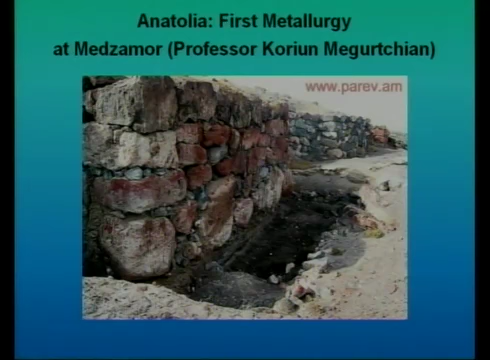 Anatolia: First Metallurgy
at Medzamor (Professor Koriun Megurtchian)
www.parev.am